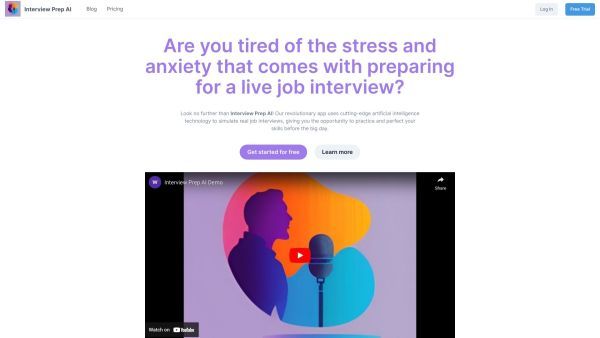 Interview Prep AI Blog Pricing Log In Free Trial
Are you tired of the stress and
anxiety that comes with preparing
for a live job interview?
Look no further than Interview Prep AI! Our revolutionary app uses cutting-edge artificial intelligence
technology to simulate real job interviews, giving you the opportunity to practice and perfect your
skills before the big day.
Get started for free Learn more
W Interview Prep AI Demo
Share
Watch on YouTube